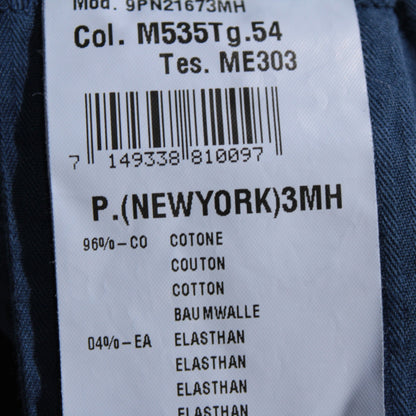 Mod. 9PN21673MH
Col. M535Tg.54
Tes. ME303
7 149338 810097
P.(NEWYORK)3MH
96%-CO COTONE
COUTON
COTTON
BAUMWALLE
04%-EA ELASTHAN
ELASTHAN
ELASTHAN
ELASTHAN